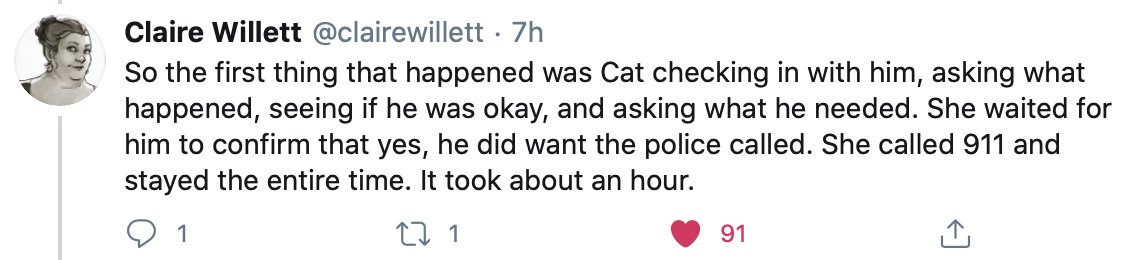 Claire Willett @clairewillett · 7h
So the first thing that happened was Cat checking in with him, asking what
happened, seeing if he was okay, and asking what he needed. She waited for
him to confirm that yes, he did want the police called. She called 911 and
stayed the entire time. It took about an hour.
1 1 91